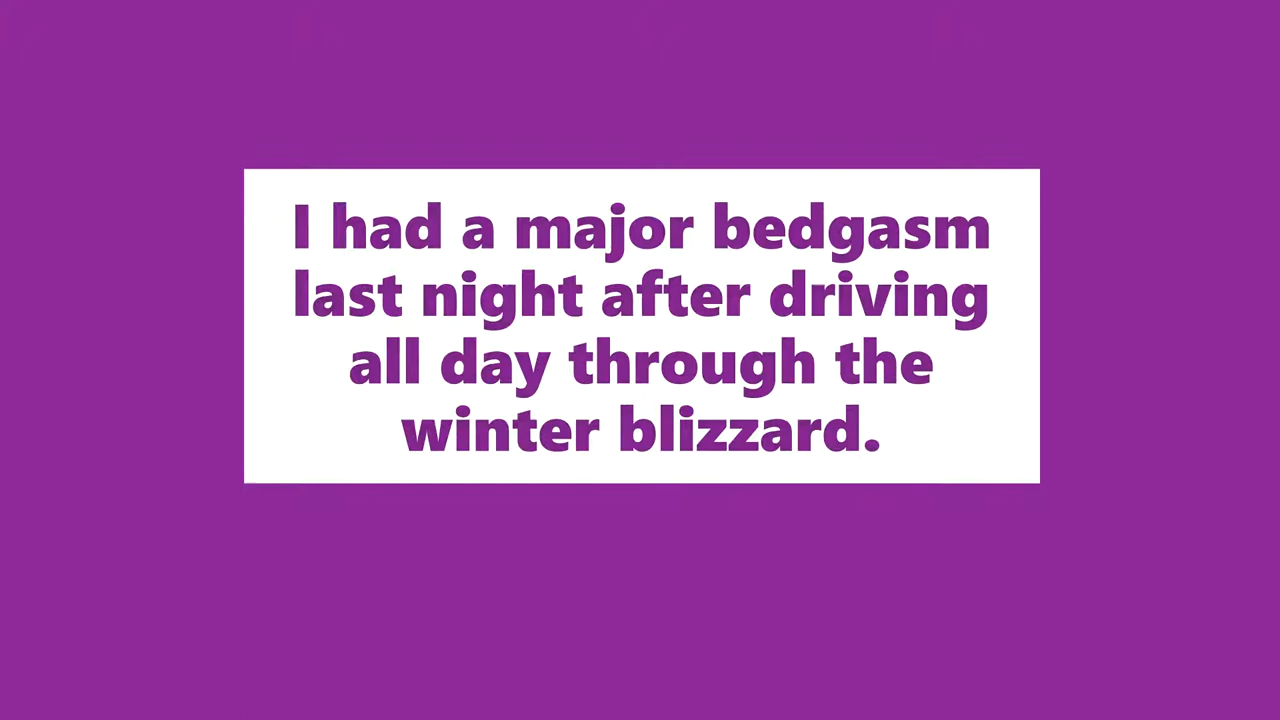 I had a major bedgasm
last night after driving
all day through the
winter blizzard.